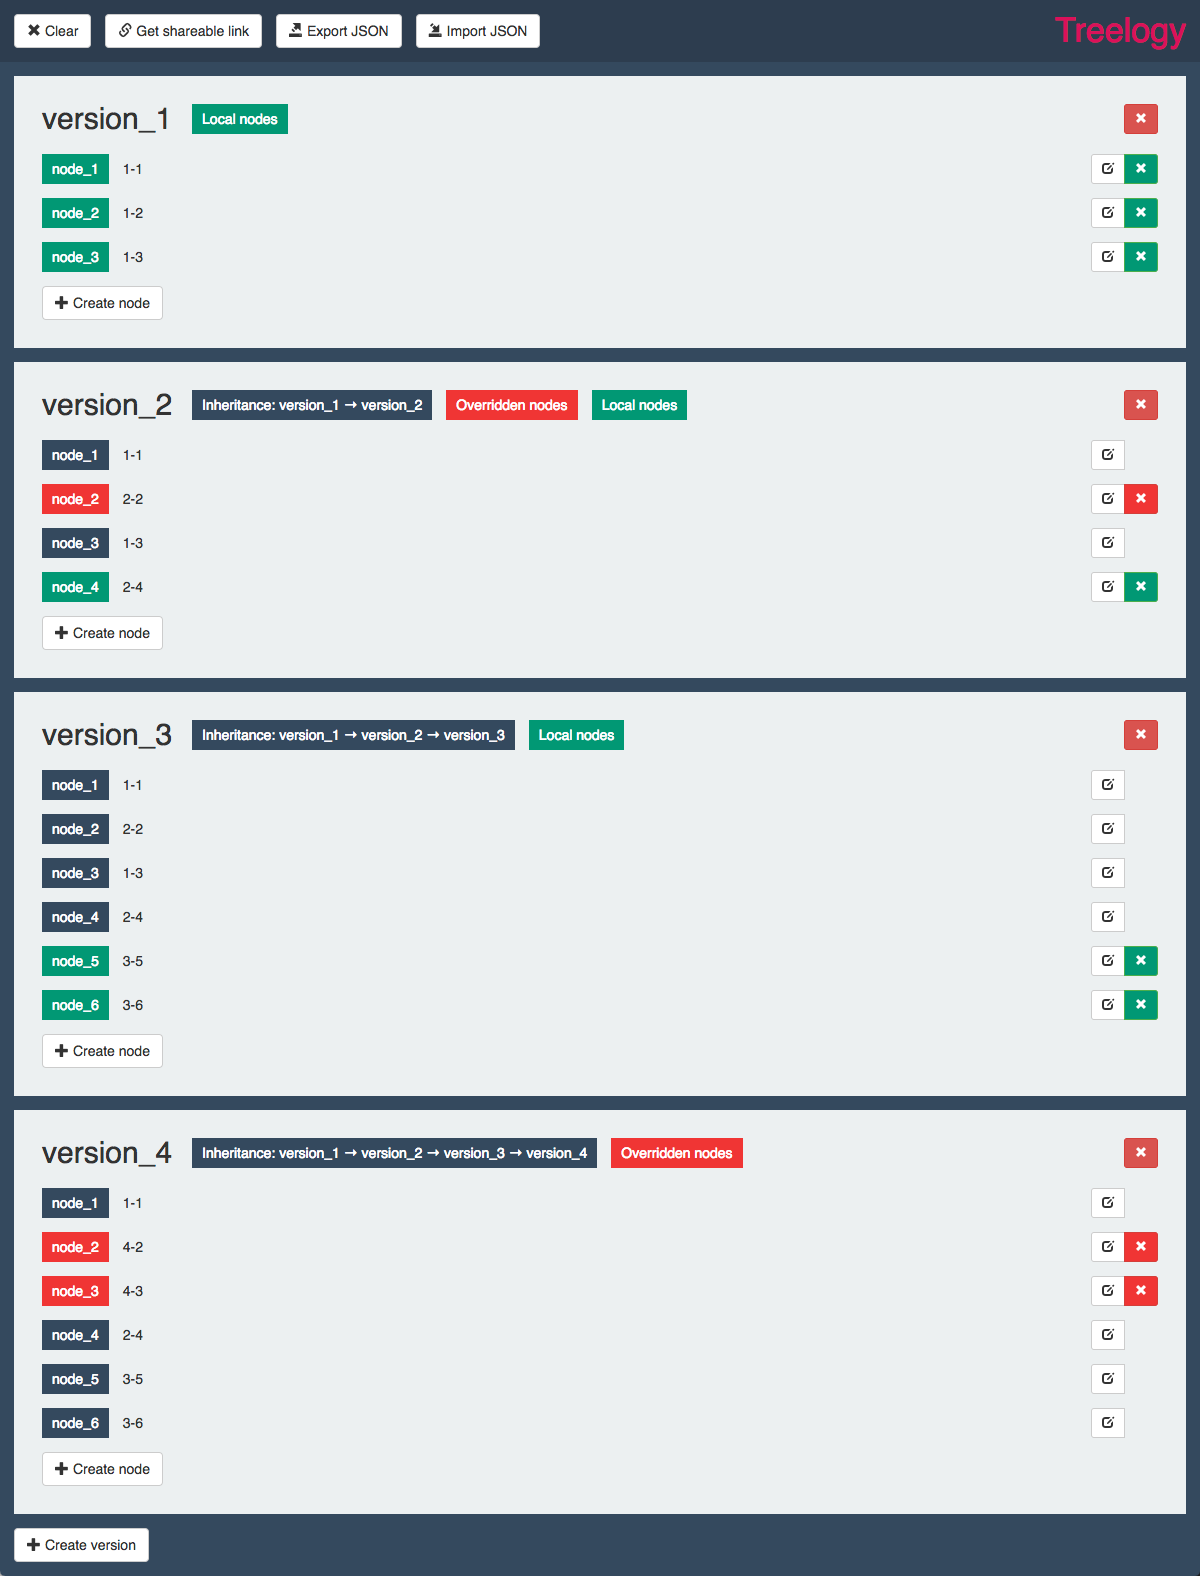 Clear Get shareable link Export JSON Import JSON Treelogy
version_1 Local nodes
node_1 1-1
node_2 1-2
node_3 1-3
Create node
version_2 Inheritance: version_1 → version_2 Overridden nodes Local nodes
node_1 1-1
node_2 2-2
node_3 1-3
node_4 2-4
Create node
version_3 Inheritance: version_1 → version_2 → version_3 Local nodes
node_1 1-1
node_2 2-2
node_3 1-3
node_4 2-4
node_5 3-5
node_6 3-6
Create node
version_4 Inheritance: version_1 → version_2 → version_3 → version_4 Overridden nodes
node_1 1-1
node_2 4-2
node_3 4-3
node_4 2-4
node_5 3-5
node_6 3-6
Create node
Create version